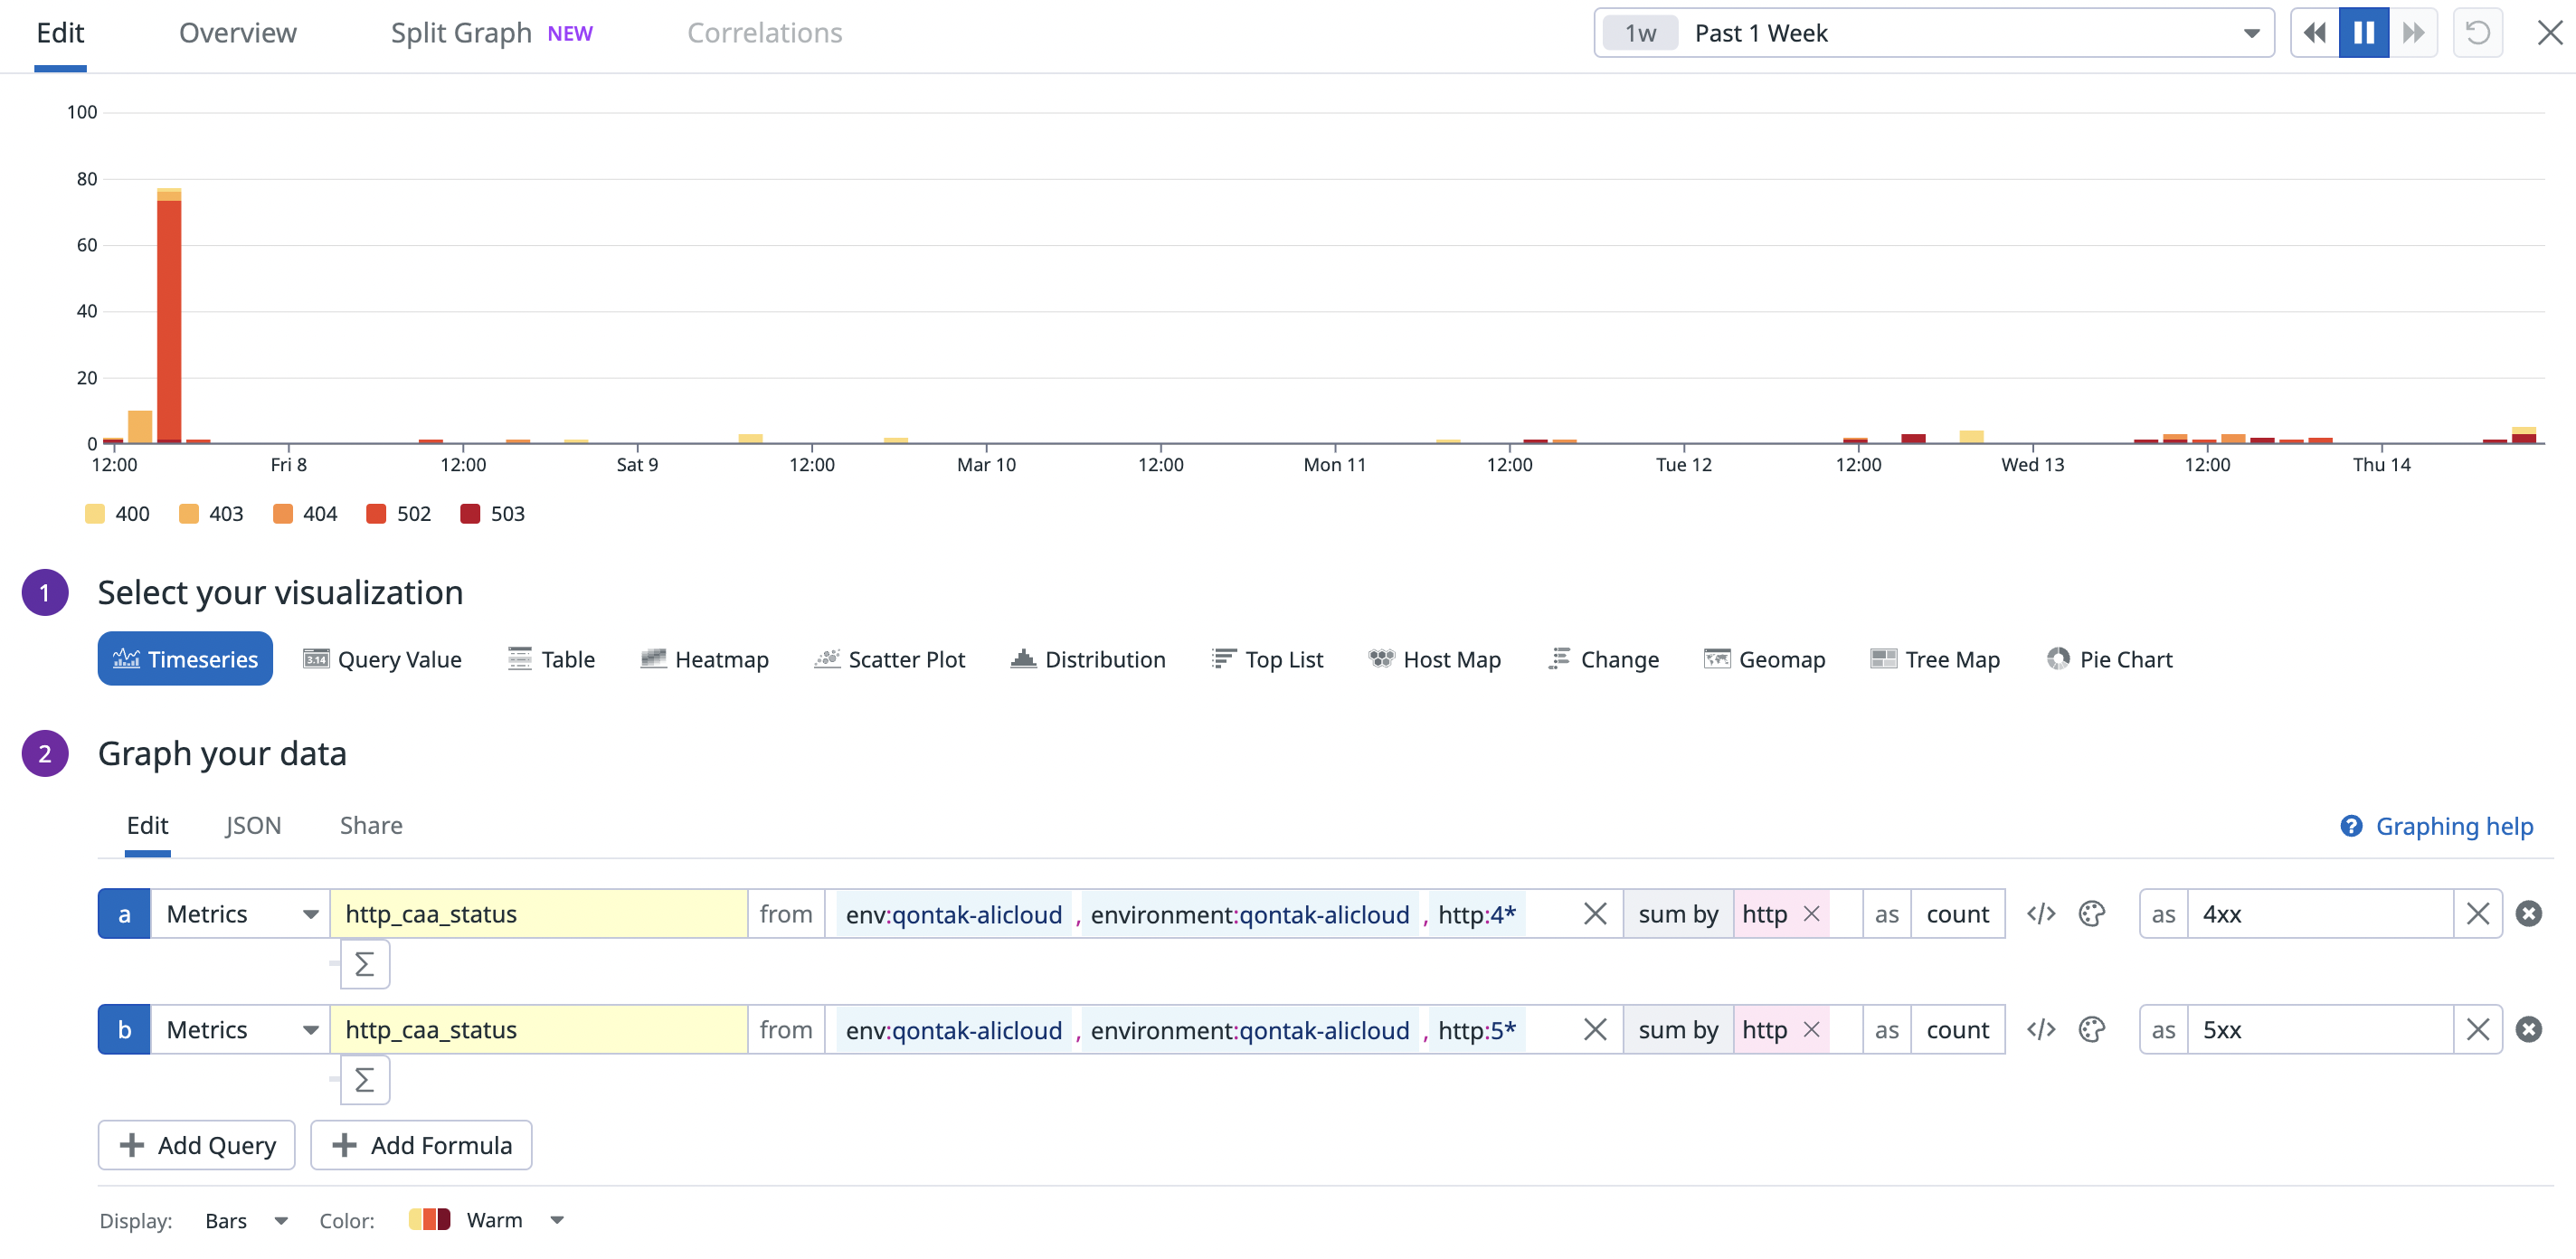 Edit Overview Split Graph NEW Correlations 1w Past 1 Week
100
80
60
40
20
0
12:00 Fri 8 12:00 Sat 9 12:00 Mar 10 12:00 Mon 11 12:00 Tue 12 12:00 Wed 13 12:00 Thu 14
400 403 404 502 503
1 Select your visualization
Timeseries 3.14 Query Value Table Heatmap Scatter Plot Distribution Top List Host Map Change Geomap Tree Map Pie Chart
2 Graph your data
Edit JSON Share ? Graphing help
a Metrics http_caa_status from env:qontak-alicloud , environment:qontak-alicloud , http:4* sum by http as count </> as 4xx
Σ
b Metrics http_caa_status from env:qontak-alicloud , environment:qontak-alicloud , http:5* sum by http as count </> as 5xx
Σ
+ Add Query + Add Formula
Display: Bars Color: Warm